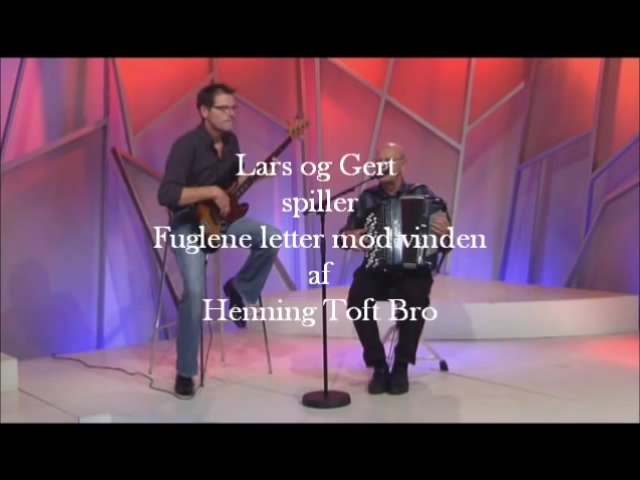 Lars og Gert
spiller
Fuglene letter mod vinden
af
Henning Toft Bro